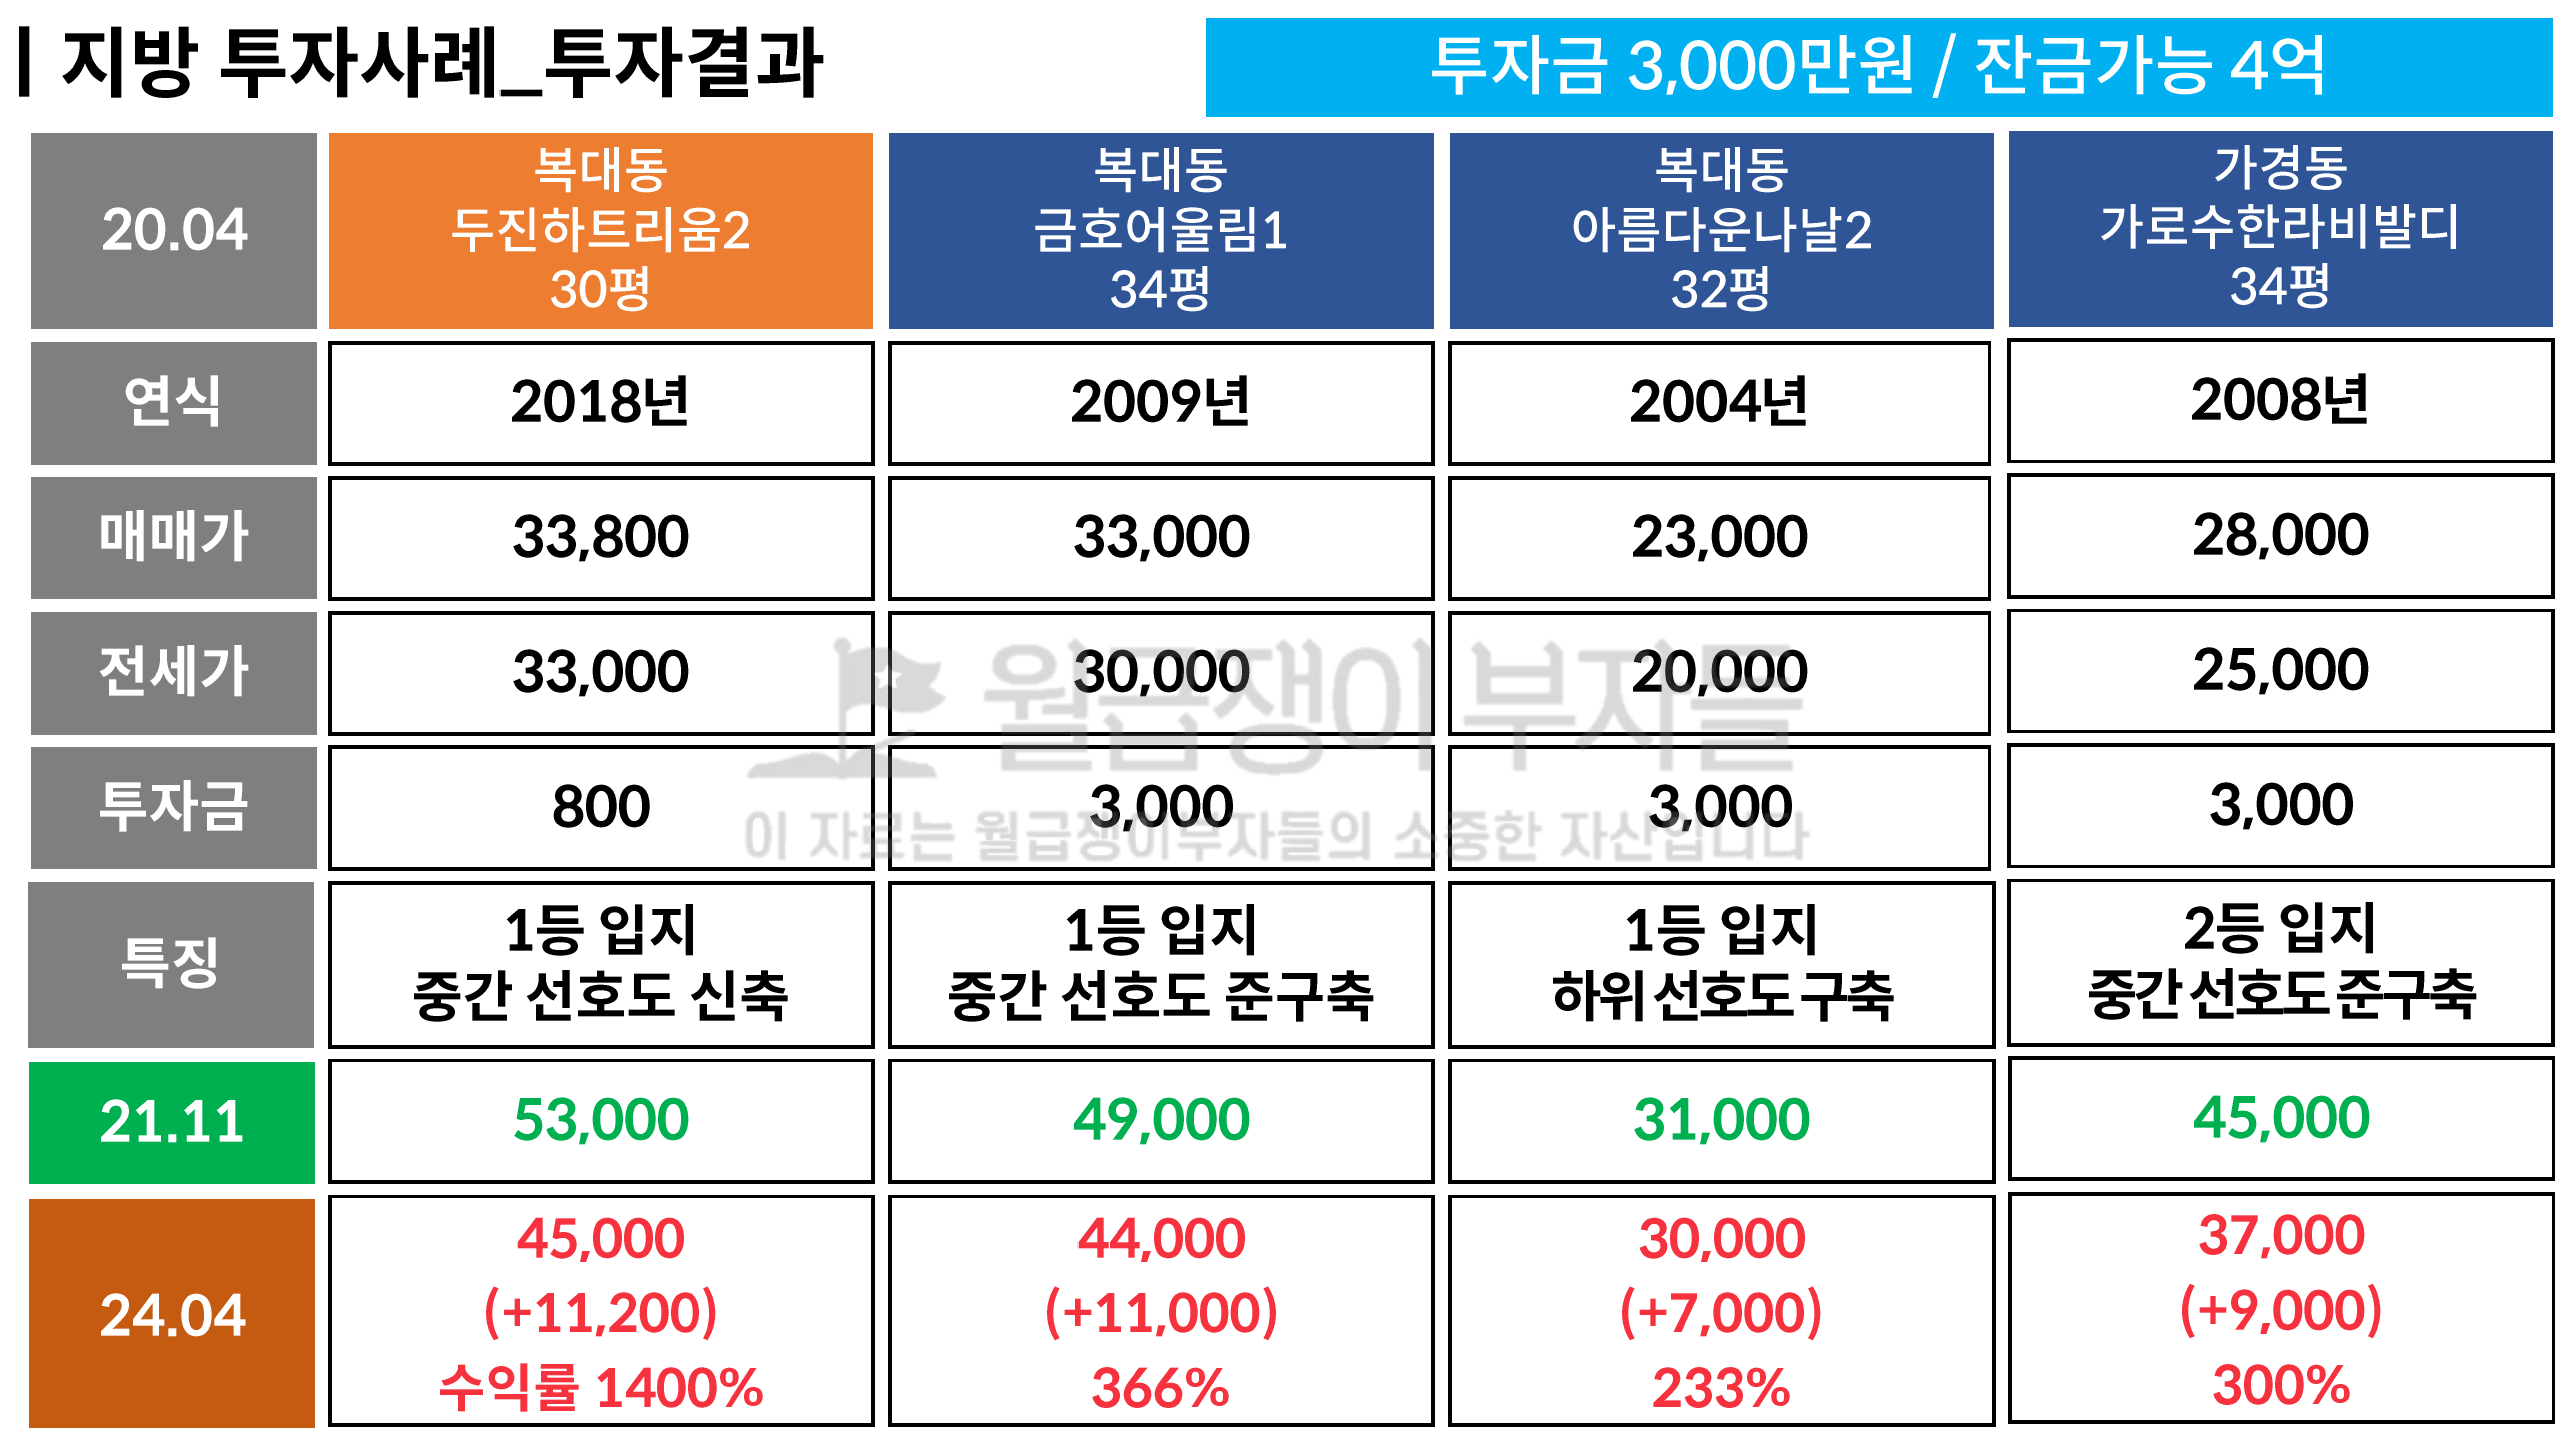 | 지방 투자사례_투자결과
투자금 3,000만원 / 잔금가능 4억
20.04
복대동
두진하트리움2
30평
복대동
금호어울림1
34평
복대동
아름다운나날2
32평
가경동
가로수한라비발디
34평
연식
2018년
2009년
2004년
2008년
매매가
33,800
33,000
23,000
28,000
전세가
33,000
30,000
20,000
25,000
월급쟁이부자들
투자금
800
3,000
3,000
3,000
이 자료는 월급쟁이부자들의 소중한 자산입니다
특징
1등 입지
중간 선호도 신축
1등 입지
중간 선호도 준구축
1등 입지
하위 선호도 구축
2등 입지
중간 선호도 준구축
21.11
53,000
49,000
31,000
45,000
24.04
45,000
(+11,200)
수익률 1400%
44,000
(+11,000)
366%
30,000
(+7,000)
233%
37,000
(+9,000)
300%